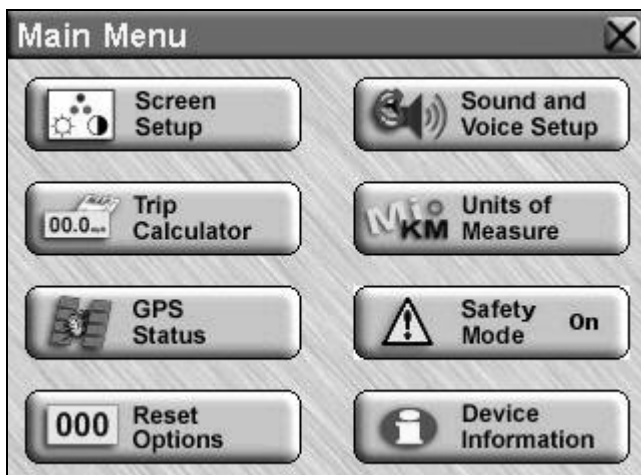 Main Menu
Screen
Setup
Sound and
Voice Setup
00.0
Trip
Calculator
Mi
KM
Units of
Measure
GPS
Status
Safety
Mode
On
000
Reset
Options
Device
Information